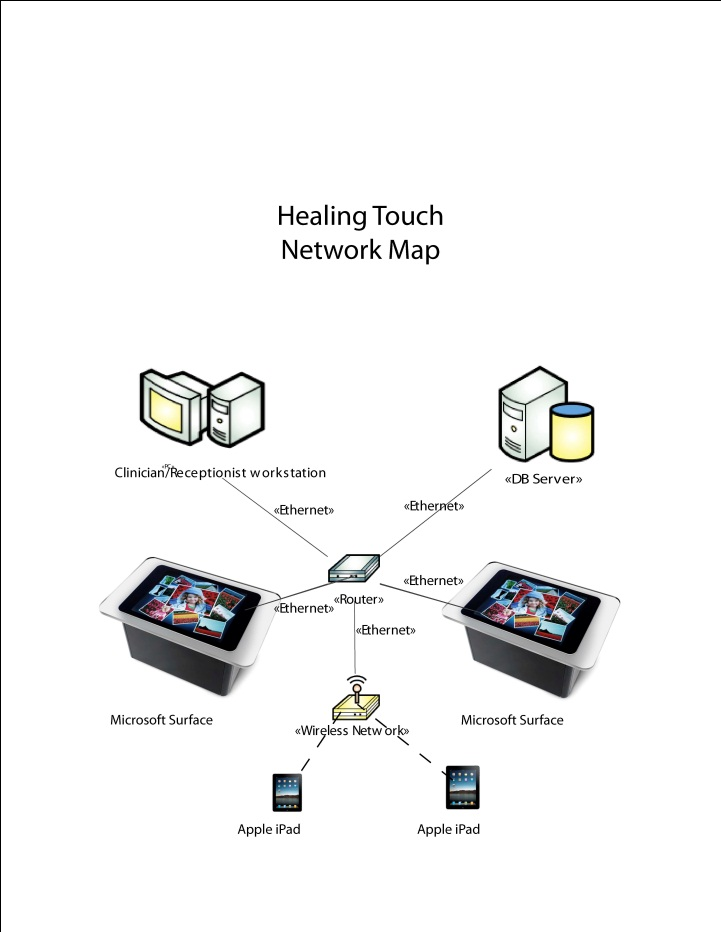 Healing Touch
Network Map
Clinician/Receptionist workstation
«DB Server»
«Ethernet»
«Ethernet»
«Ethernet»
«Router»
«Ethernet»
«Ethernet»
Microsoft Surface
Microsoft Surface
«Wireless Network»
Apple iPad
Apple iPad